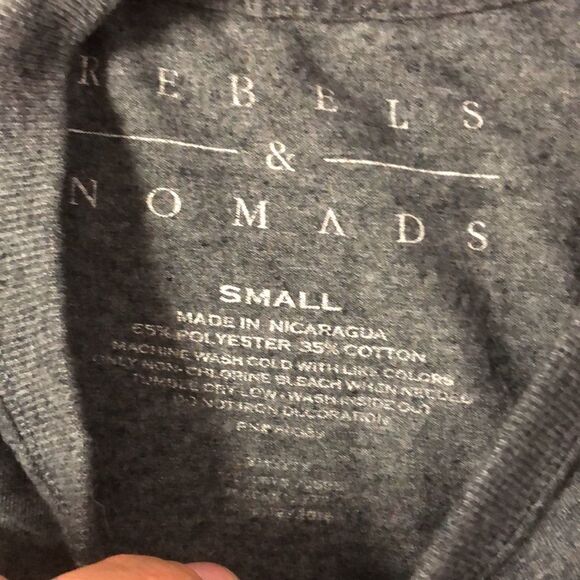 REBELS
&
NOMADS
SMALL
MADE IN NICARAGUA
65% POLYESTER 35% COTTON
MACHINE WASH COLD WITH LIKE COLORS
ONLY NON-CHLORINE BLEACH WHEN NEEDED
TUMBLE DRY LOW • WASH INSIDE OUT
DO NOT IRON DECORATION